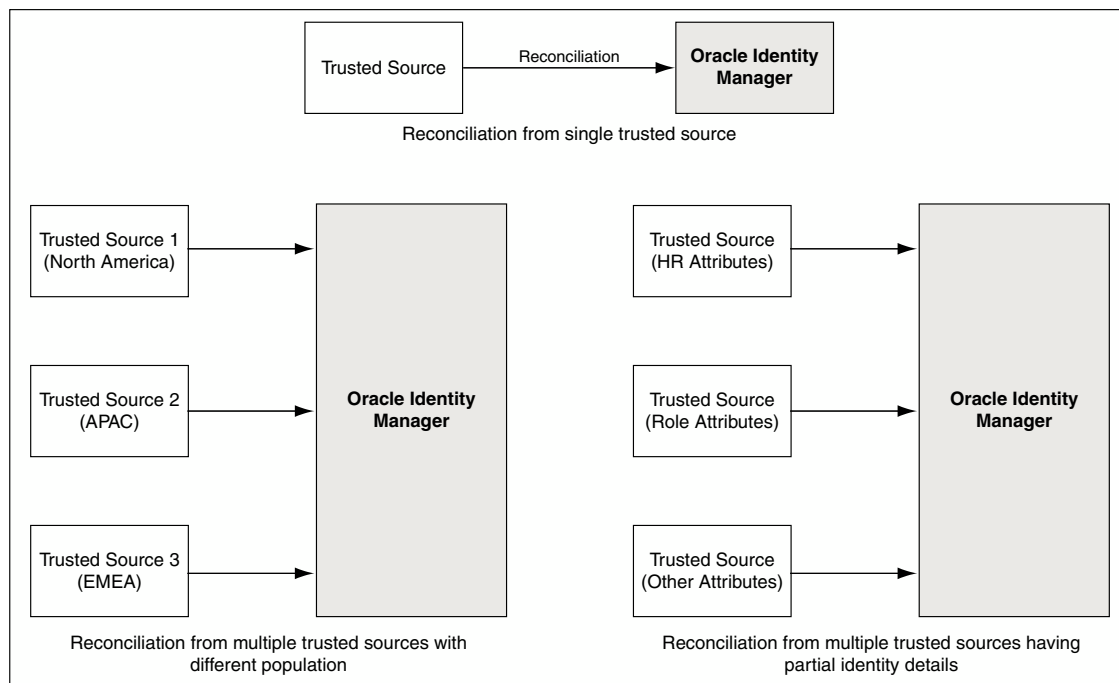 Trusted Source
Reconciliation
Oracle Identity
Manager
Reconciliation from single trusted source
Trusted Source 1
(North America)
Trusted Source 2
(APAC)
Trusted Source 3
(EMEA)
Oracle Identity
Manager
Reconciliation from multiple trusted sources with
different population
Trusted Source
(HR Attributes)
Trusted Source
(Role Attributes)
Trusted Source
(Other Attributes)
Oracle Identity
Manager
Reconciliation from multiple trusted sources having
partial identity details